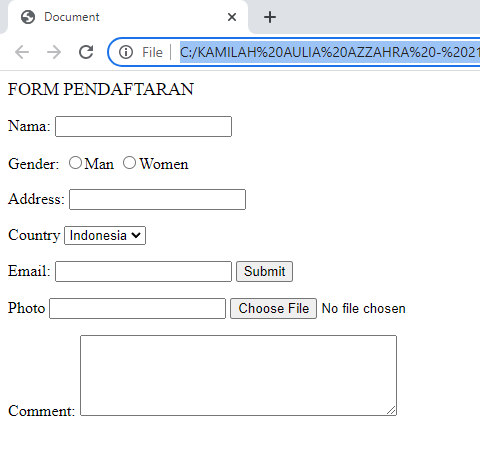 Document
File C:/KAMILAH%20AULIA%20AZZAHRA%20-%2021
FORM PENDAFTARAN
Nama:
Gender: Man Women
Address:
Country Indonesia
Email: Submit
Photo Choose File No file chosen
Comment: